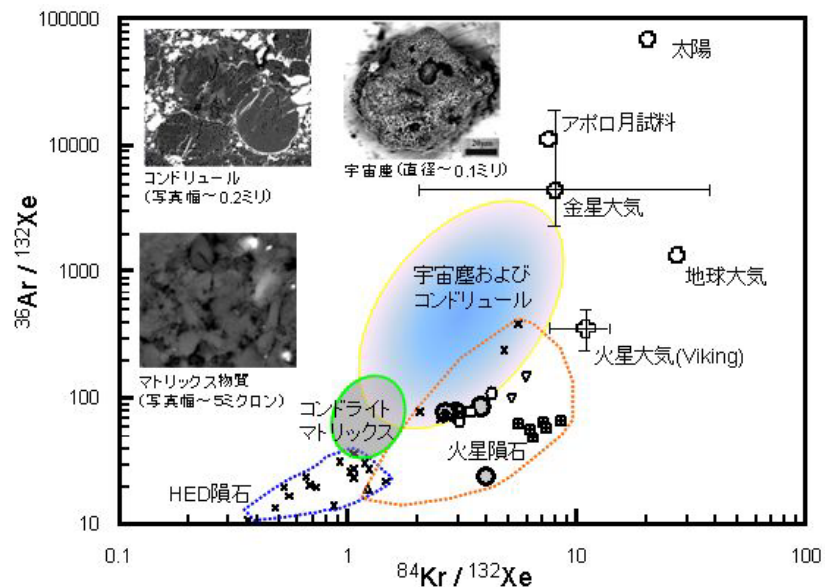 100000
10000
1000
100
10
0.1
1
10
100
³⁶Ar / ¹³²Xe
⁸⁴Kr / ¹³²Xe
コンドリュール
(写真幅~0.2ミリ)
20μm
宇宙塵(直径~0.1ミリ)
太陽
アポロ月試料
金星大気
地球大気
火星大気(Viking)
宇宙塵および
コンドリュール
マトリックス物質
(写真幅~5ミクロン)
コンドライト
マトリックス
火星隕石
HED隕石